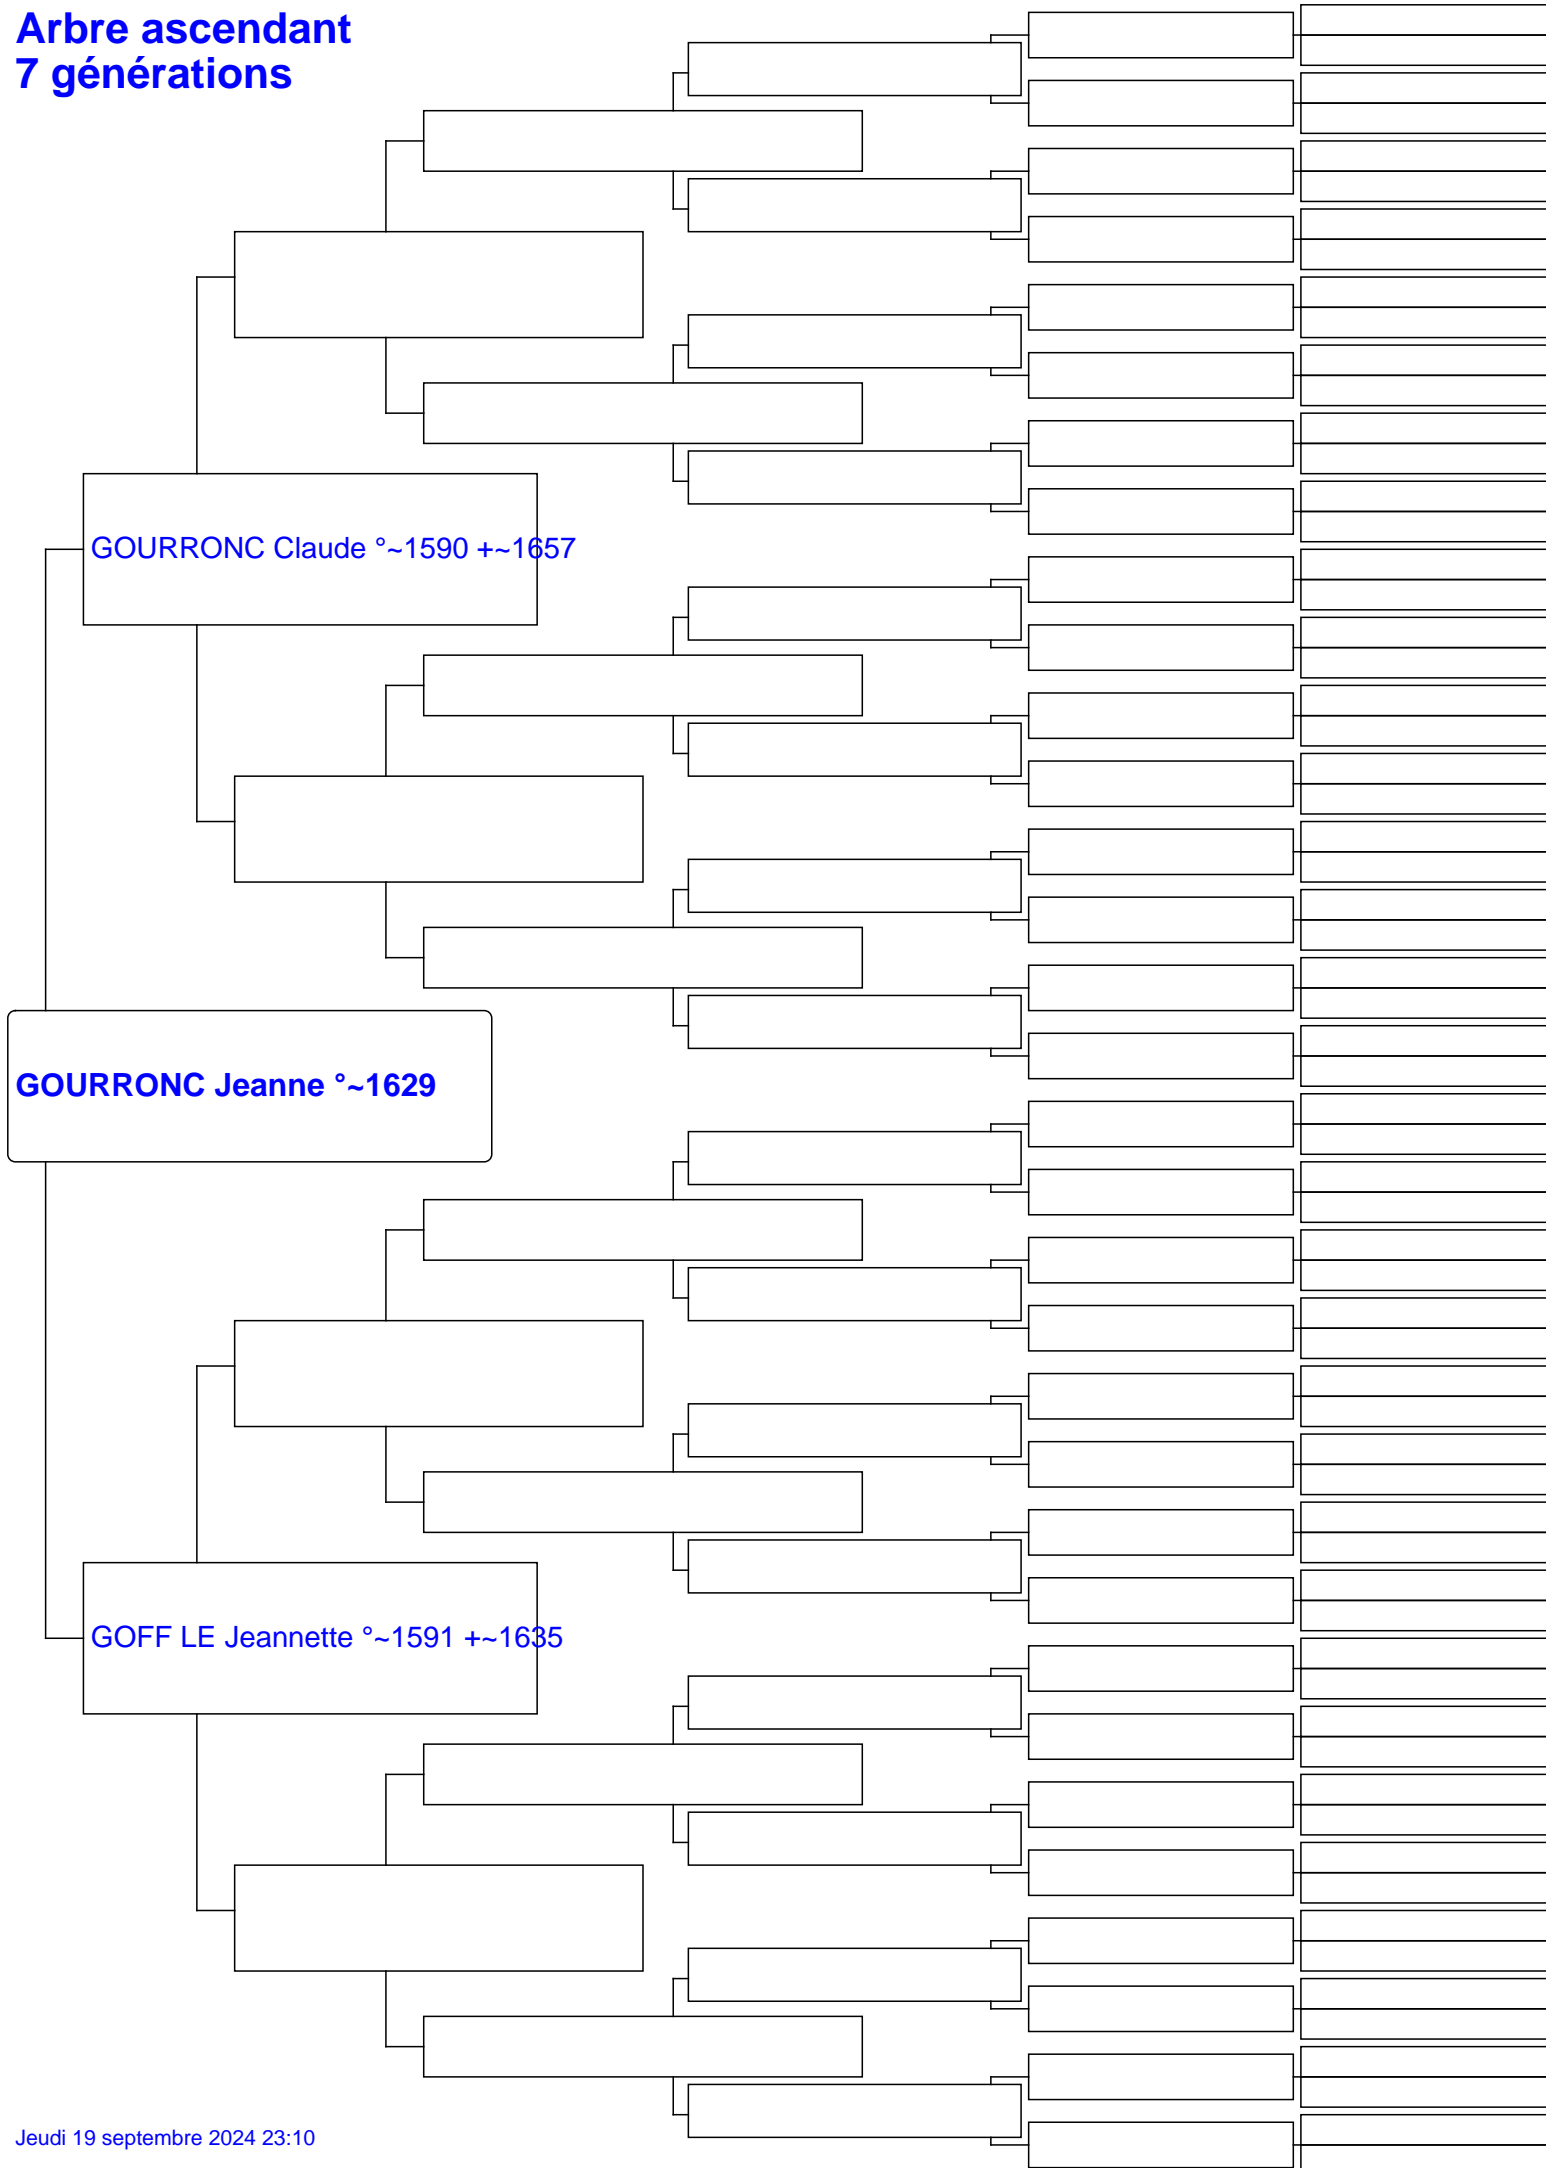 Arbre ascendant
7 générations
GOURRONC Claude °~1590 +~1657
GOURRONC Jeanne °~1629
GOFF LE Jeannette °~1591 +~1635
Jeudi 19 septembre 2024 23:10